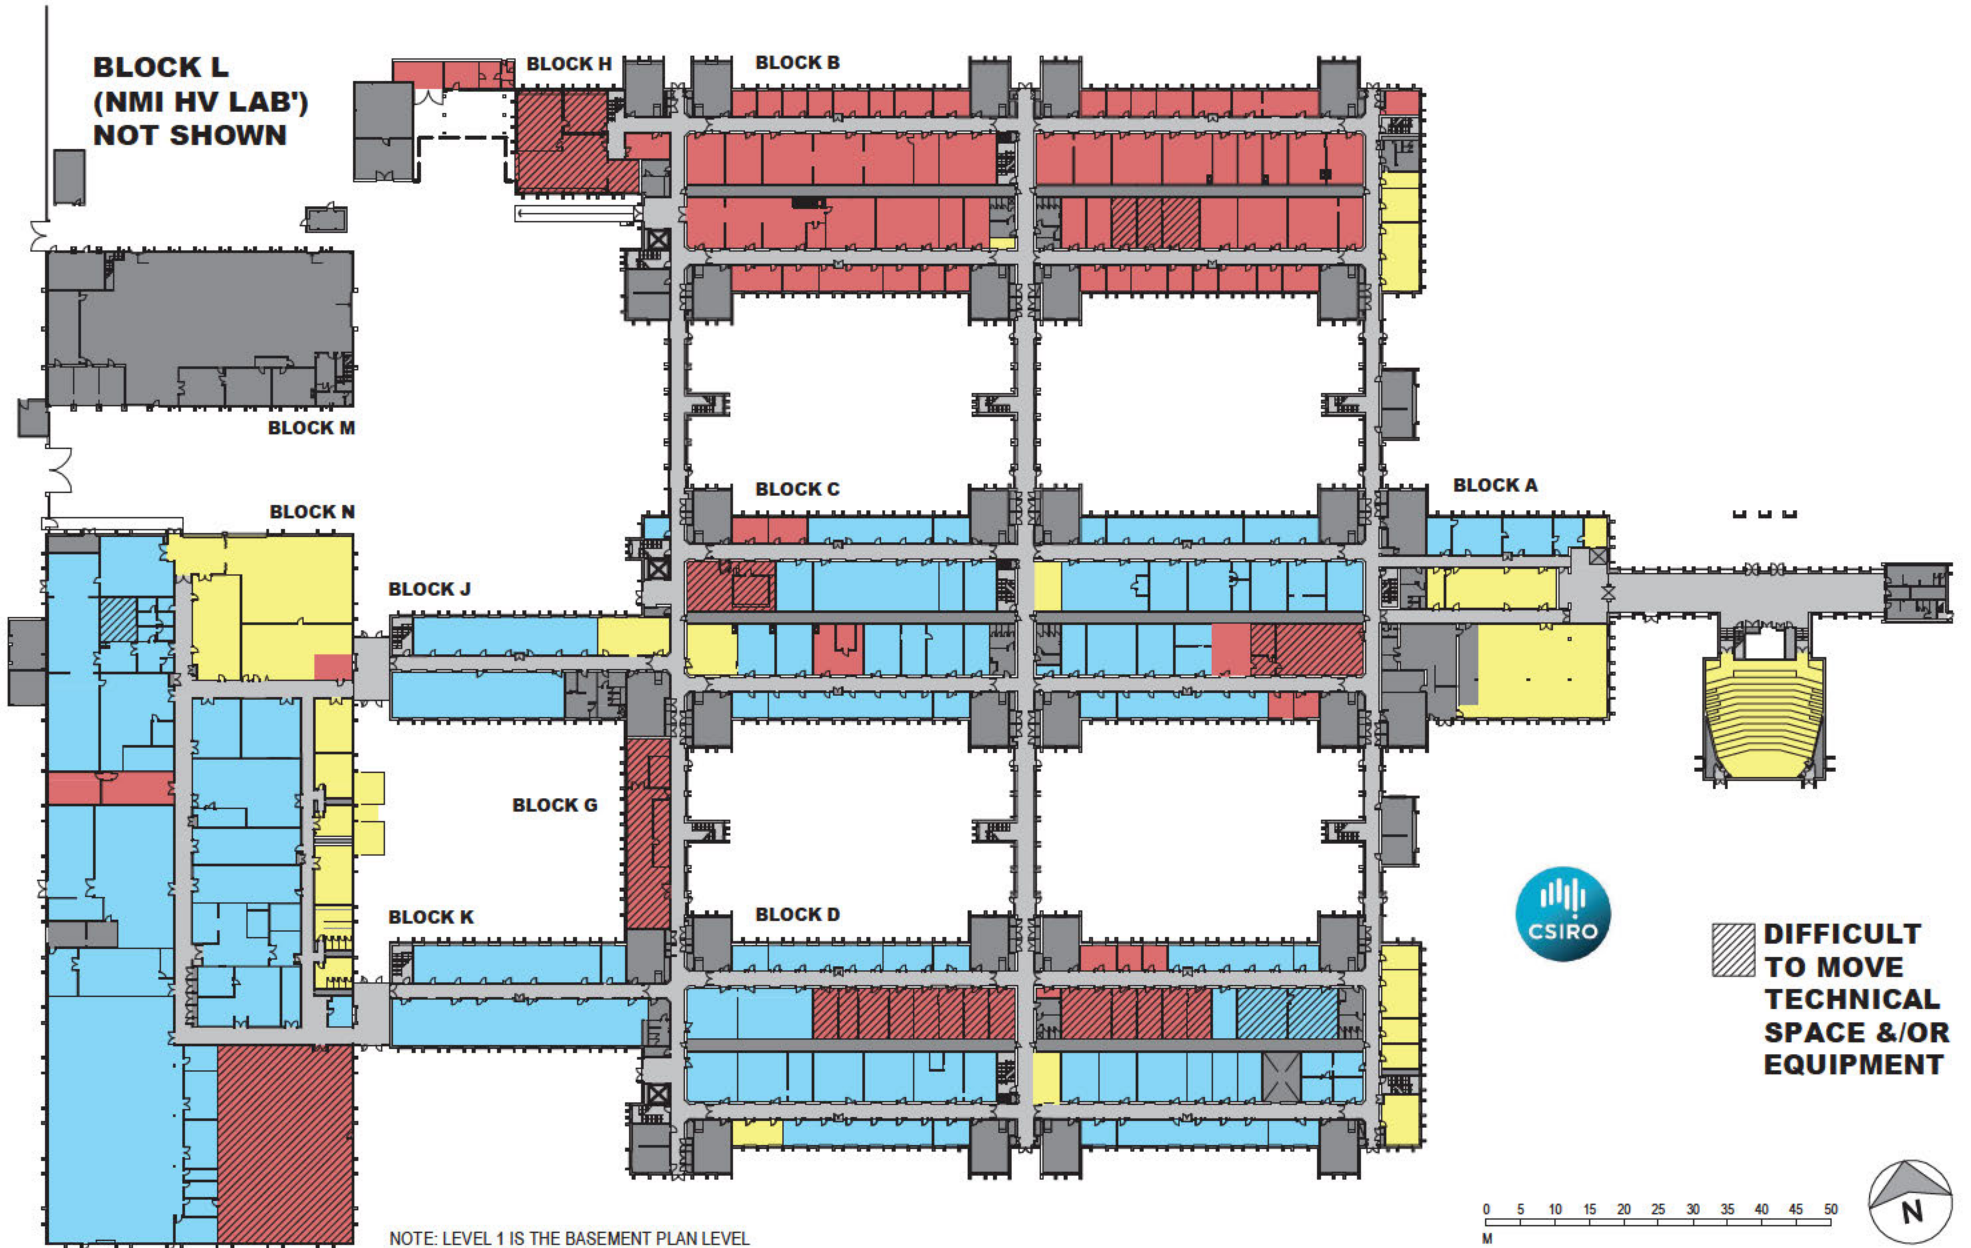 BLOCK L
(NMI HV LAB')
NOT SHOWN
BLOCK H
BLOCK B
BLOCK M
BLOCK N
BLOCK C
BLOCK A
BLOCK J
BLOCK G
BLOCK K
BLOCK D
CSIRO
DIFFICULT
TO MOVE
TECHNICAL
SPACE &/OR
EQUIPMENT
0 5 10 15 20 25 30 35 40 45 50
M
N
NOTE: LEVEL 1 IS THE BASEMENT PLAN LEVEL